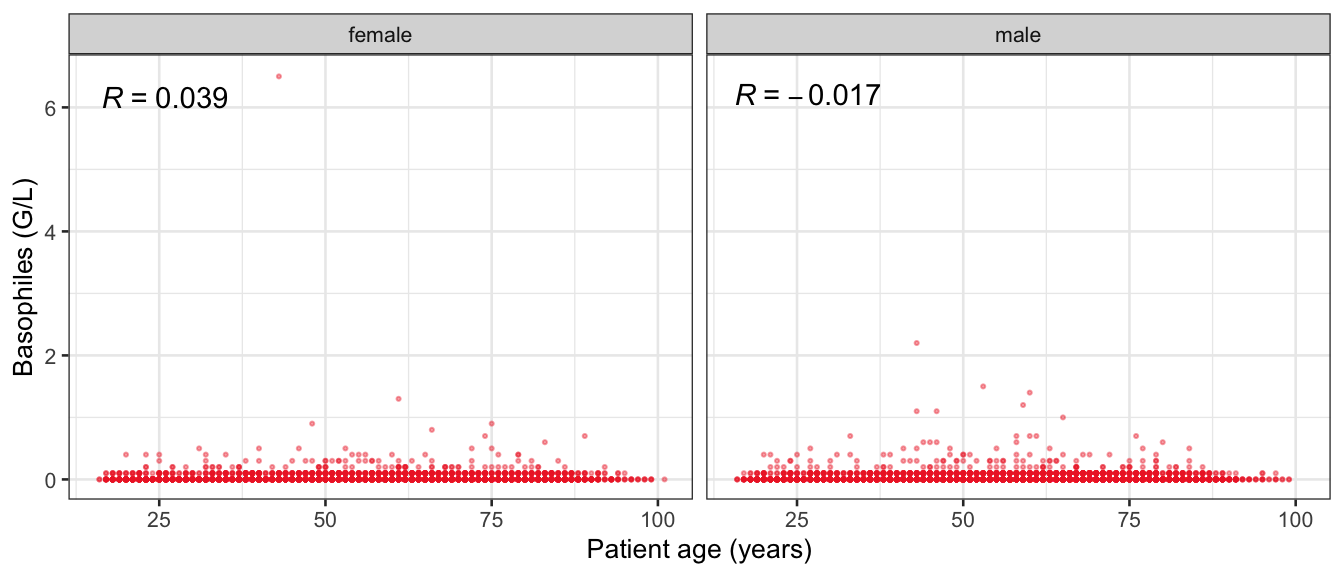 female male
R = 0.039 R = −0.017
Basophiles (G/L)
6
4
2
0
25 50 75 100 25 50 75 100
Patient age (years)